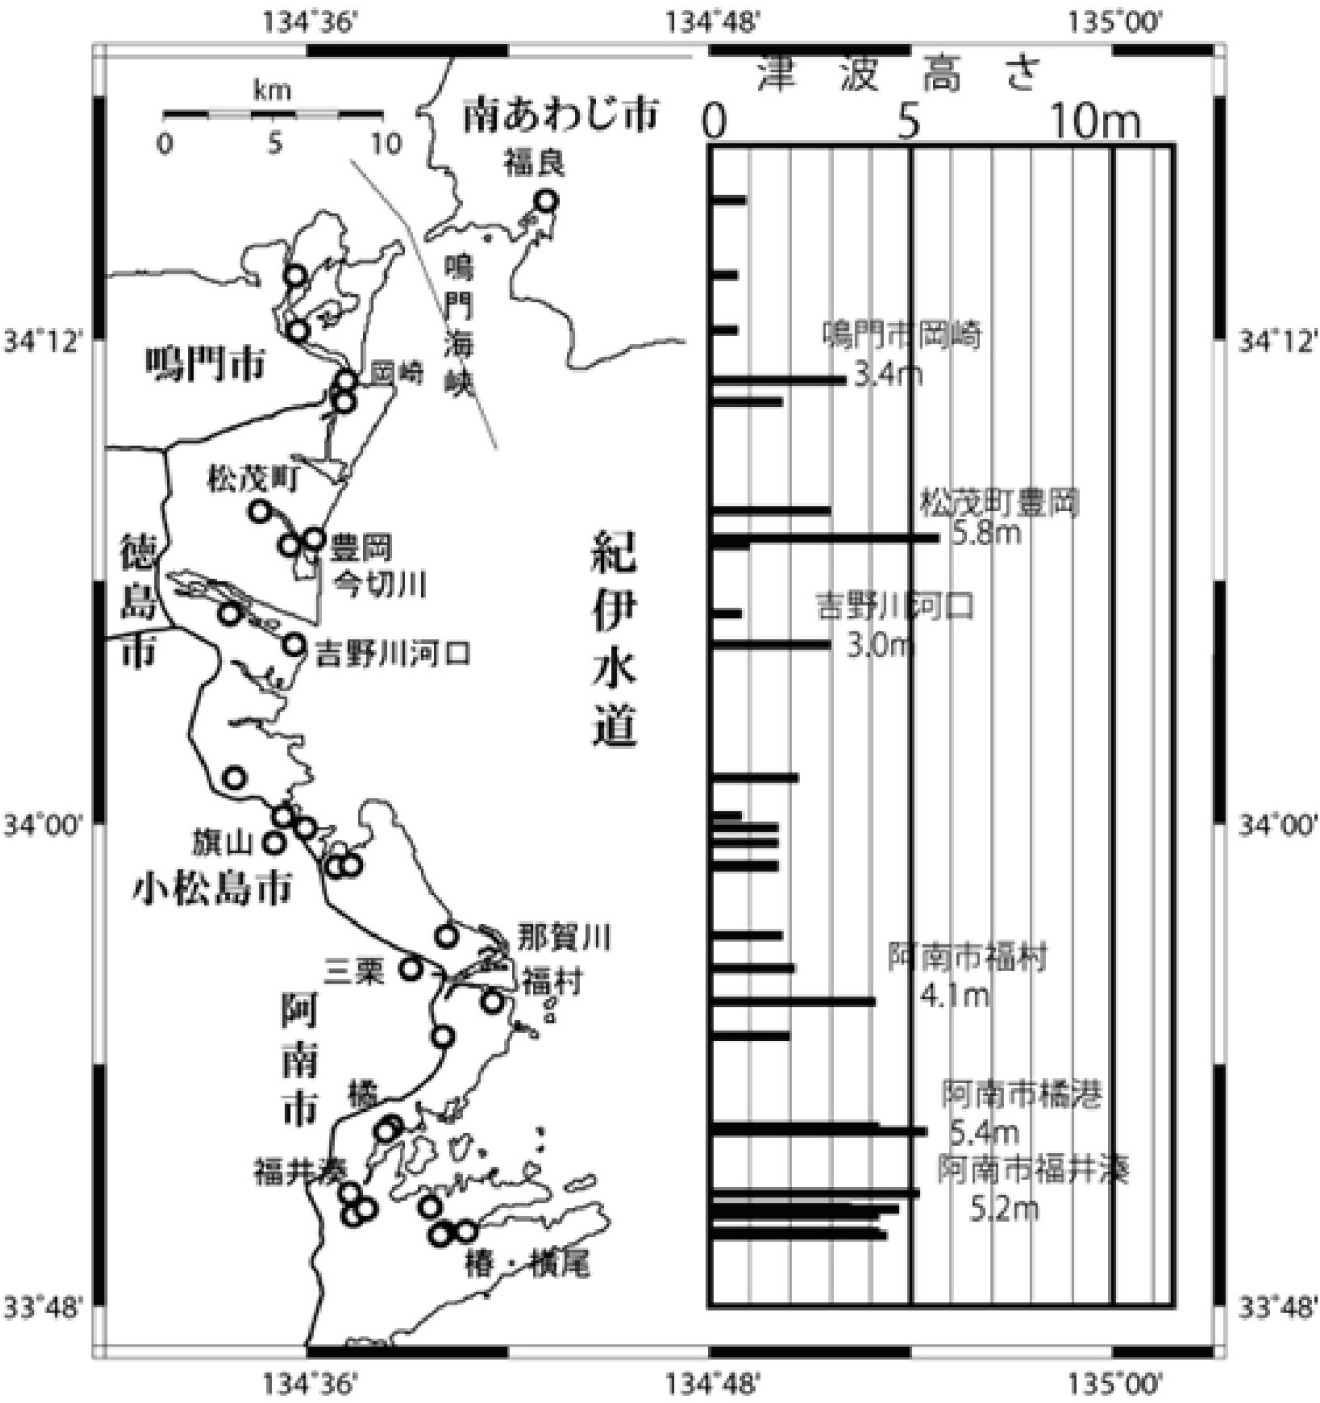 134°36' 134°48' 135°00'
km
0 5 10
南あわじ市
福良
津 波 高 さ
0 5 10m
鳴門海峡
34°12' 34°12'
鳴門市
岡崎
鳴門市岡崎
3.4m
松茂町
松茂町豊岡
5.8m
徳島市
豊岡
今切川
紀伊水道
吉野川河口
3.0m
吉野川河口
34°00' 34°00'
旗山
小松島市
那賀川
三栗
福村
阿南市福村
4.1m
阿南市
橘
阿南市橘港
5.4m
福井湊
阿南市福井湊
5.2m
椿・横尾
33°48' 33°48'
134°36' 134°48' 135°00'